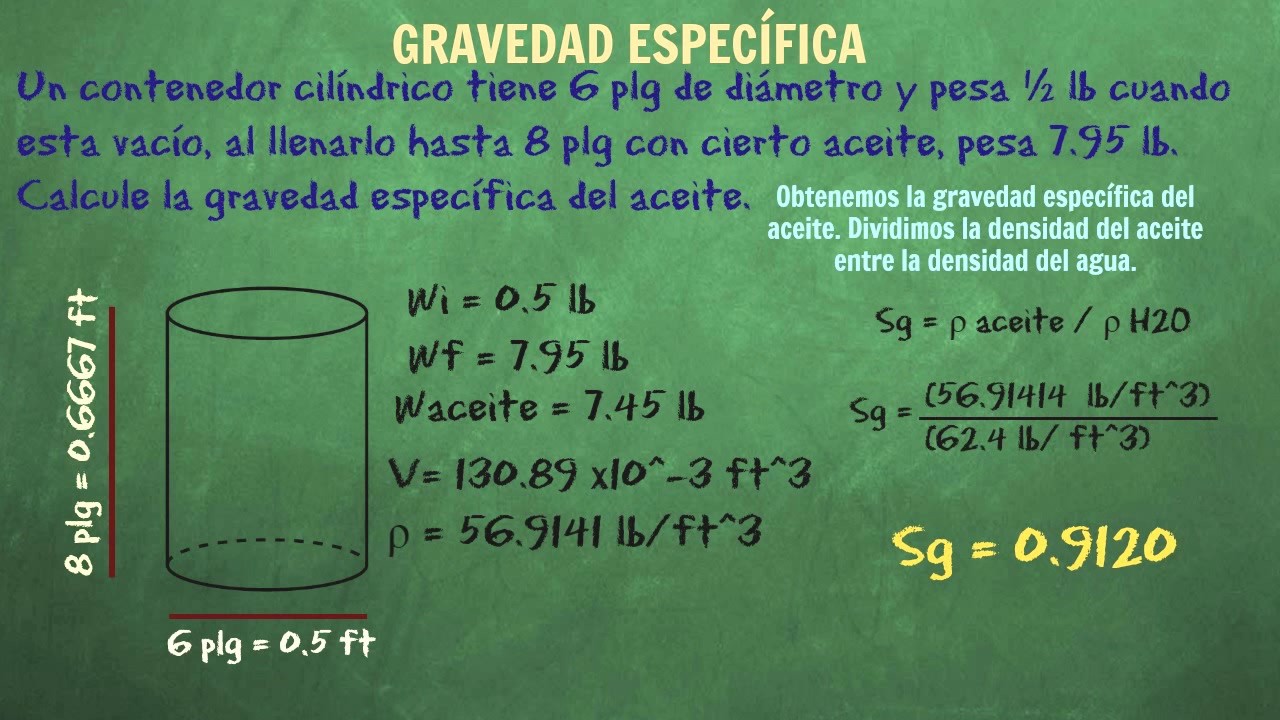 GRAVEDAD ESPECÍFICA
Un contenedor cilíndrico tiene 6 plg de diámetro y pesa ½ lb cuando
esta vacío, al llenarlo hasta 8 plg con cierto aceite, pesa 7.95 lb.
Calcule la gravedad específica del aceite.
Obtenemos la gravedad específica del
aceite. Dividimos la densidad del aceite
entre la densidad del agua.
8 plg = 0.6667 ft
6 plg = 0.5 ft
Wi = 0.5 lb
Wf = 7.95 lb
Waceite = 7.45 lb
V= 130.89 x10^-3 ft^3
ρ = 56.9141 lb/ft^3
Sg = ρ aceite / ρ H2O
Sg = (56.91414 lb/ft^3)
(62.4 lb/ ft^3)
Sg = 0.9120